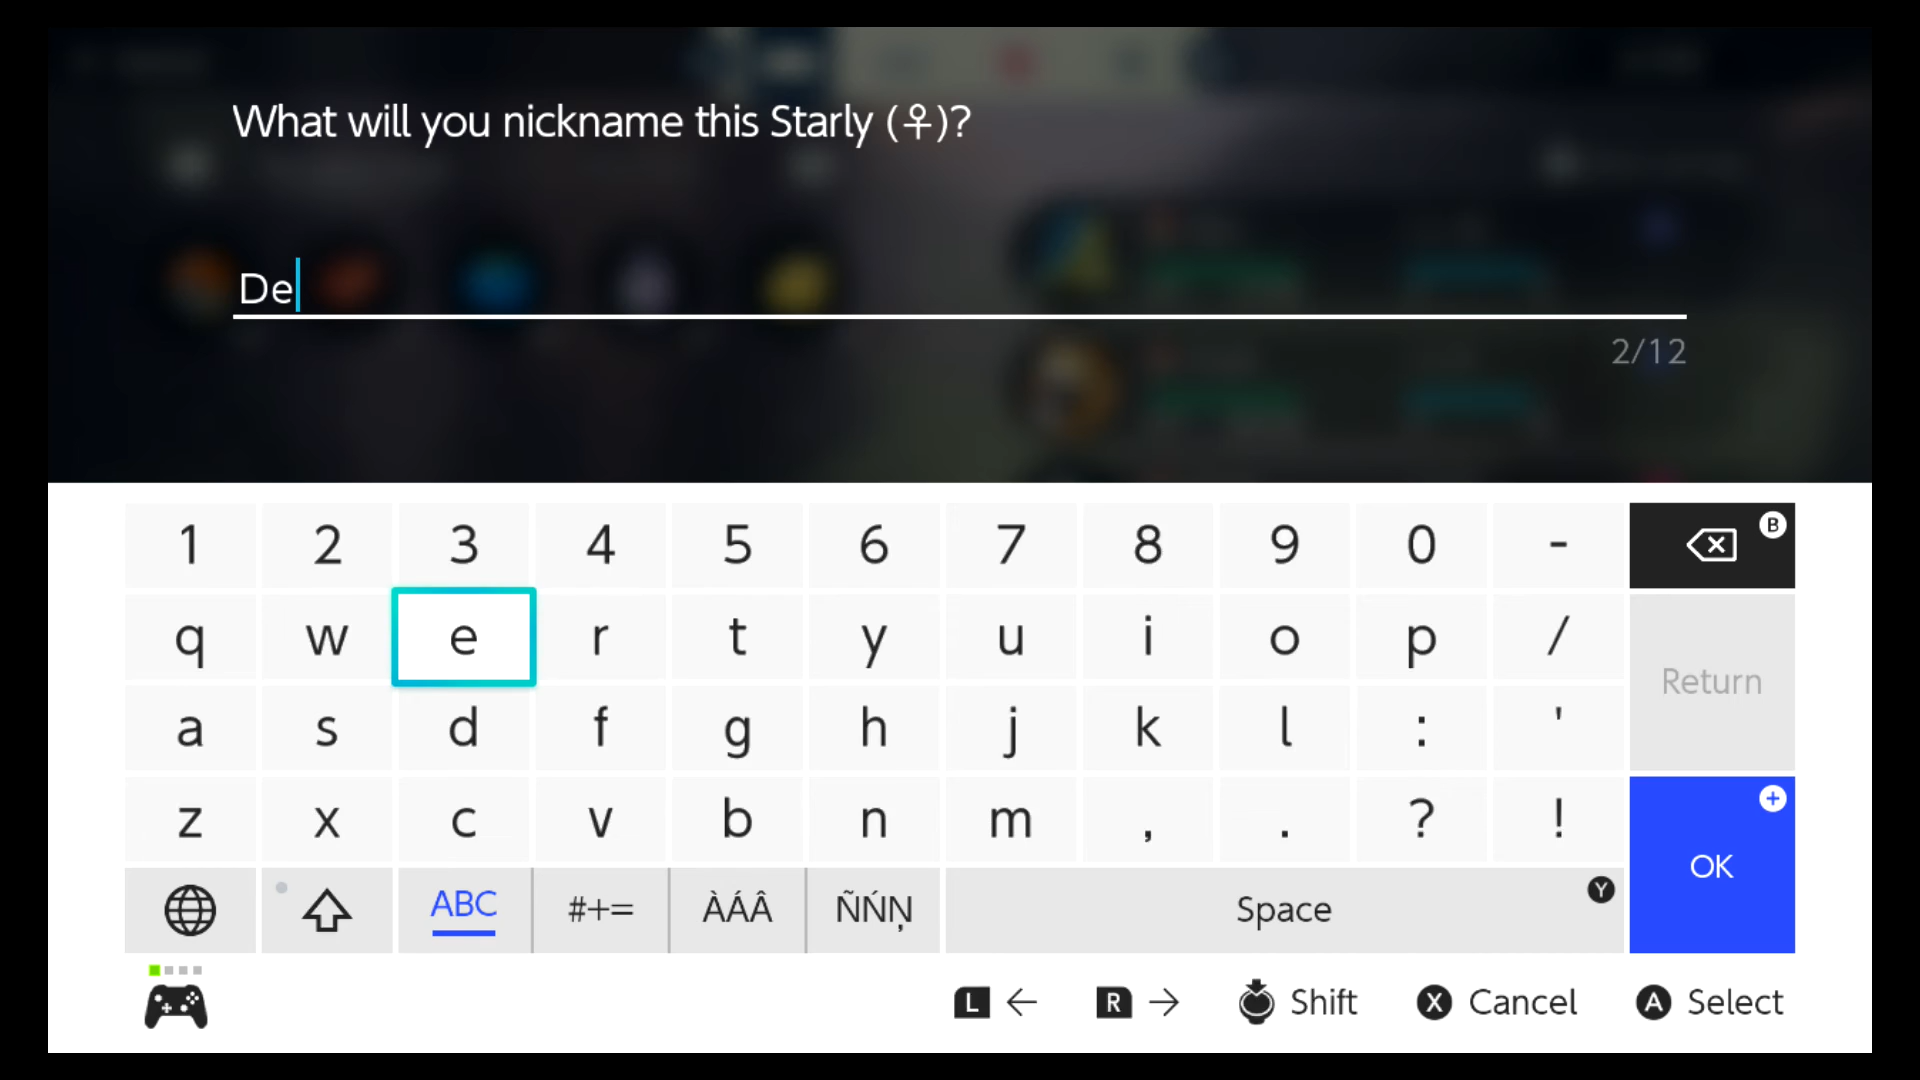 What will you nickname this Starly (♀)?
De
2/12
1 2 3 4 5 6 7 8 9 0 - B
q w e r t y u i o p / Return
a s d f g h j k l : '
z x c v b n m , . ? ! + OK
ABC #+= ÀÁÂ ÑŃŅ Space Y
L ← R → Shift X Cancel A Select